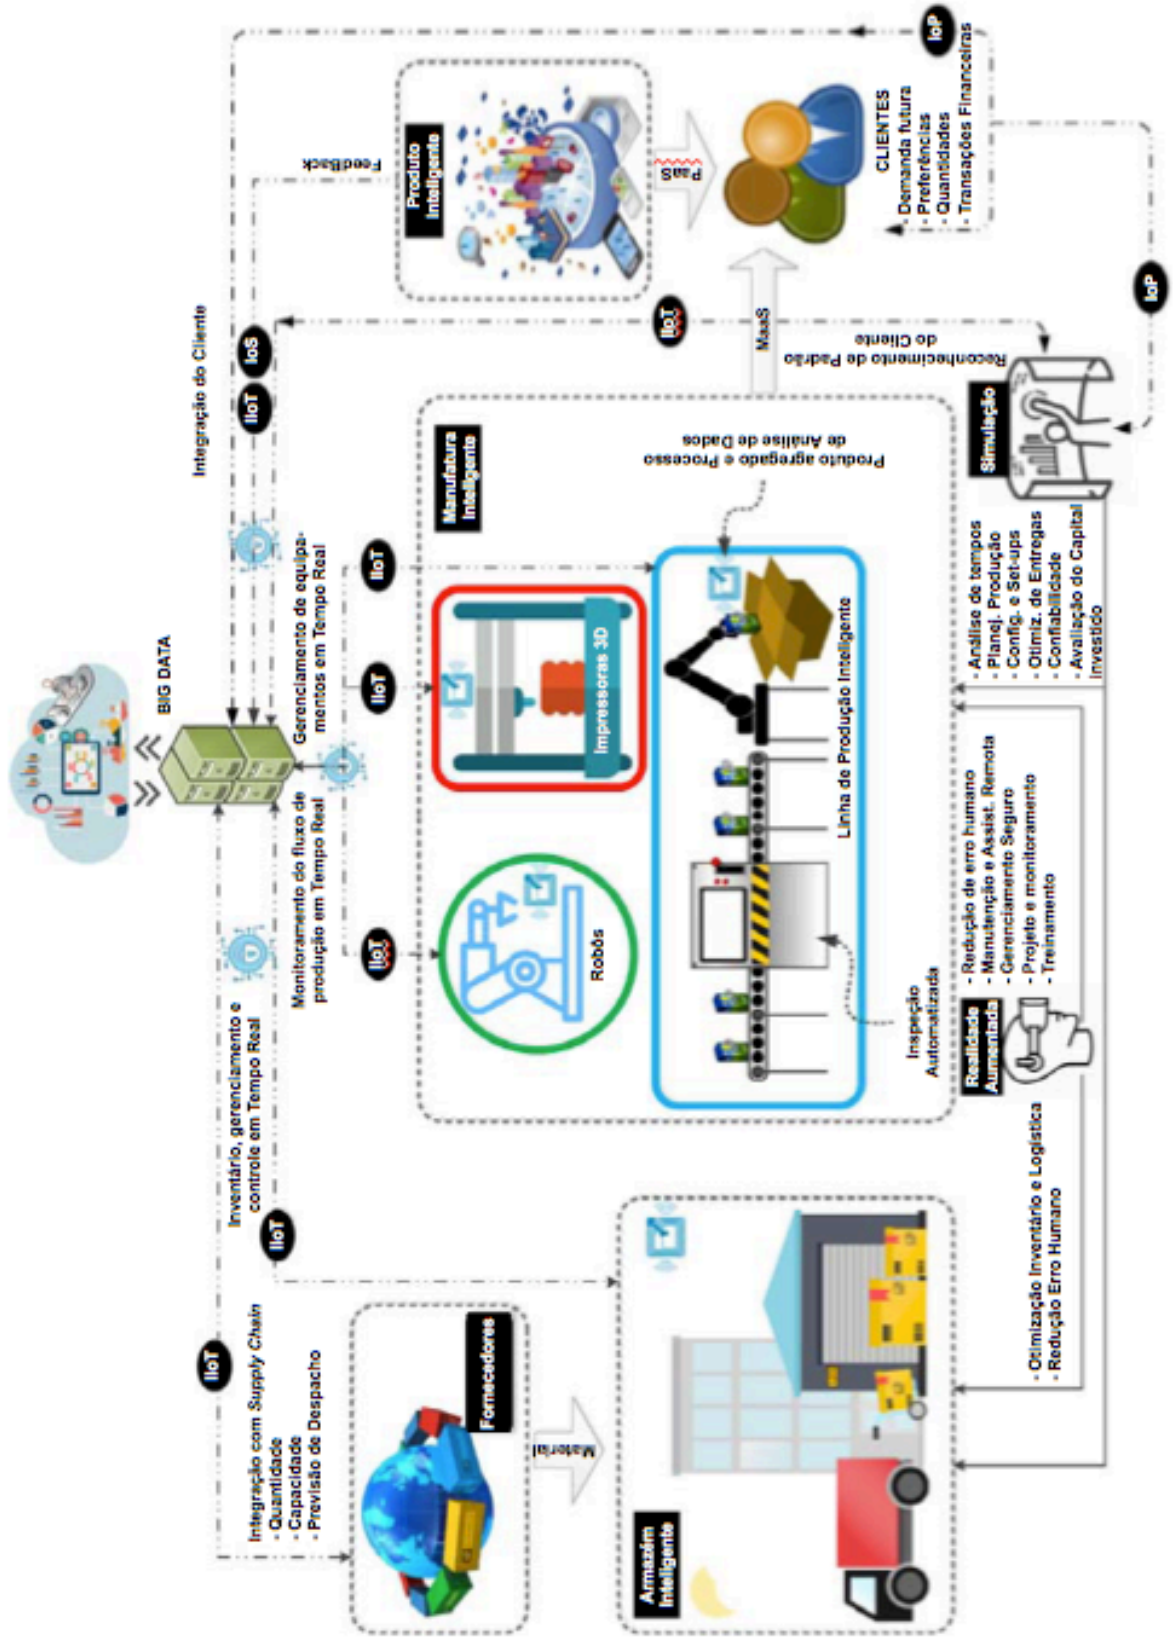 BIG DATA
Integração com Supply Chain
- Quantidade
- Capacidade
- Previsão de Despacho
IIoT
Inventário, gerenciamento e
controle em Tempo Real
IIoT
Monitoramento do fluxo de
produção em Tempo Real
Gerenciamento de equipa-
mentos em Tempo Real
Integração do Cliente
IIoT
IoS
FeedBack
IIoT
IIoT
IIoT
Fornecedores
Material
Armazém
Inteligente
Manufatura
Inteligente
Robôs
Impressoras 3D
Linha de Produção Inteligente
Inspeção
Automatizada
Produto agregado e Processo
de Análise de Dados
Produto
Inteligente
PaaS
MaaS
IIoT
Reconhecimento de Padrão
do Cliente
CLIENTES
- Demanda futura
- Preferências
- Quantidades
- Transações Financeiras
IoP
IoP
Realidade
Aumentada
- Otimização Inventário e Logística
- Redução Erro Humano
- Redução de erro humano
- Manutenção e Assist. Remota
- Gerenciamento Seguro
- Projeto e monitoramento
- Treinamento
Simulação
- Análise de tempos
- Planej. Produção
- Config. e Set-ups
- Otimiz. de Entregas
- Confiabilidade
- Avaliação do Capital
Investido